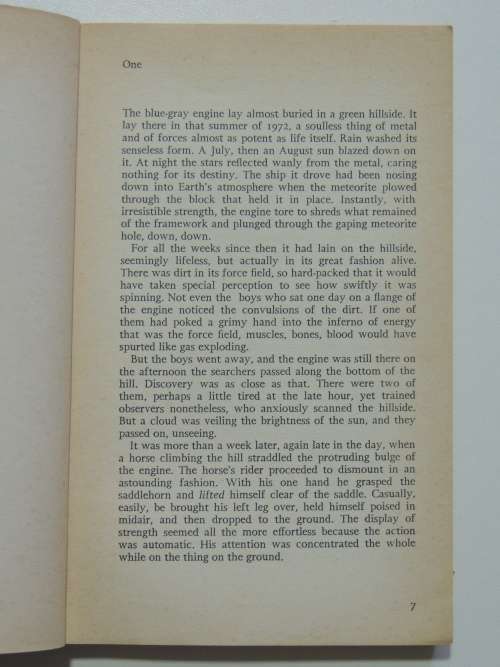 One
The blue-gray engine lay almost buried in a green hillside. It
lay there in that summer of 1972, a soulless thing of metal
and of forces almost as potent as life itself. Rain washed its
senseless form. A July, then an August sun blazed down on
it. At night the stars reflected wanly from the metal, caring
nothing for its destiny. The ship it drove had been nosing
down into Earth's atmosphere when the meteorite plowed
through the block that held it in place. Instantly, with
irresistible strength, the engine tore to shreds what remained
of the framework and plunged through the gaping meteorite
hole, down, down.
For all the weeks since then it had lain on the hillside,
seemingly lifeless, but actually in its great fashion alive.
There was dirt in its force field, so hard-packed that it would
have taken special perception to see how swiftly it was
spinning. Not even the boys who sat one day on a flange of
the engine noticed the convulsions of the dirt. If one of
them had poked a grimy hand into the inferno of energy
that was the force field, muscles, bones, blood would have
spurted like gas exploding.
But the boys went away, and the engine was still there on
the afternoon the searchers passed along the bottom of the
hill. Discovery was as close as that. There were two of
them, perhaps a little tired at the late hour, yet trained
observers nonetheless, who anxiously scanned the hillside.
But a cloud was veiling the brightness of the sun, and they
passed on, unseeing.
It was more than a week later, again late in the day, when
a horse climbing the hill straddled the protruding bulge of
the engine. The horse's rider proceeded to dismount in an
astounding fashion. With his one hand he grasped the
saddlehorn and lifted himself clear of the saddle. Casually,
easily, be brought his left leg over, held himself poised in
midair, and then dropped to the ground. The display of
strength seemed all the more effortless because the action
was automatic. His attention was concentrated the whole
while on the thing on the ground.
7